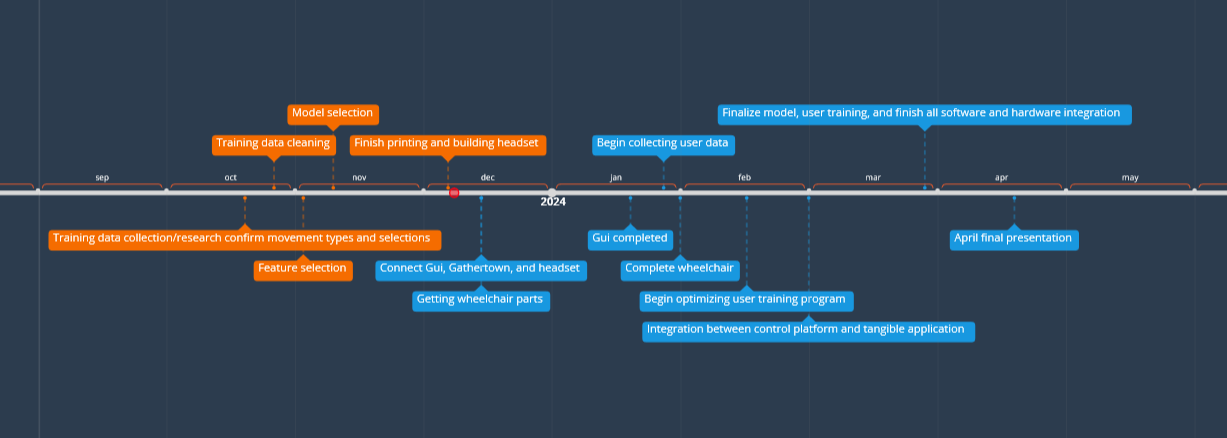 Model selection
Finalize model, user training, and finish all software and hardware integration
Training data cleaning
Finish printing and building headset
Begin collecting user data
sep
oct
nov
dec
jan
feb
mar
apr
may
2024
Training data collection/research confirm movement types and selections
Gui completed
April final presentation
Feature selection
Connect Gui, Gathertown, and headset
Complete wheelchair
Getting wheelchair parts
Begin optimizing user training program
Integration between control platform and tangible application